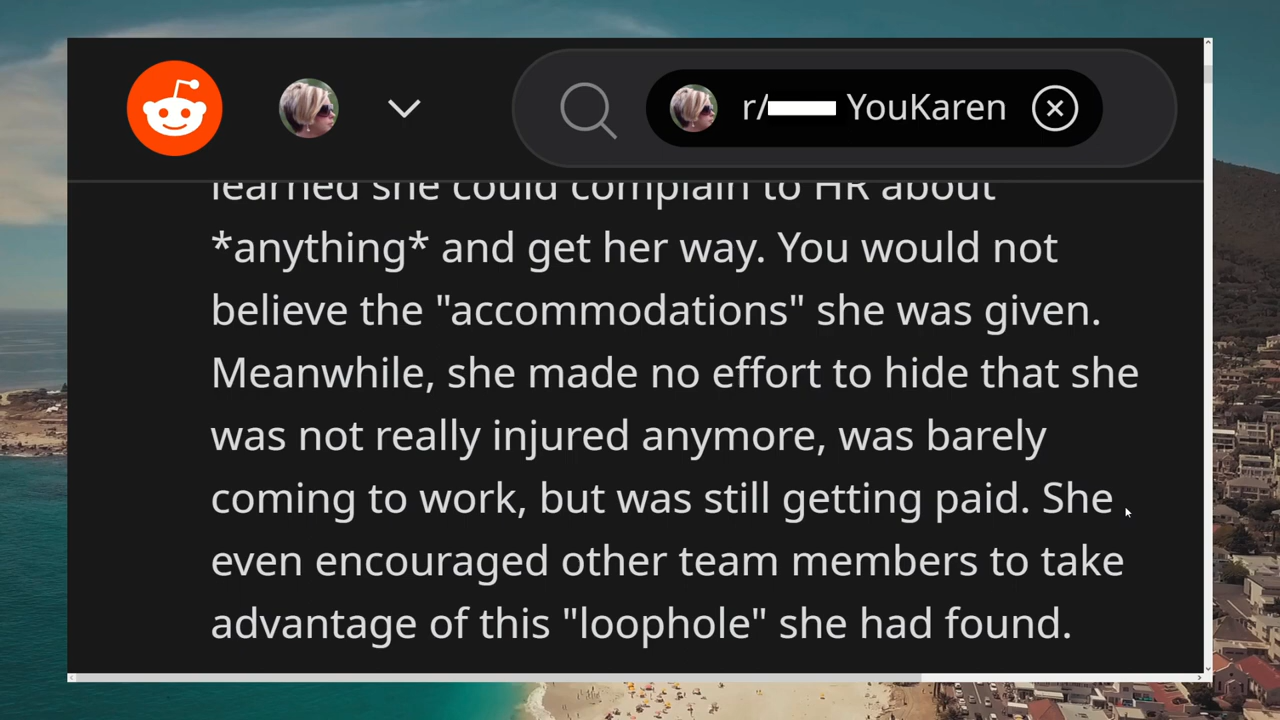 r/ YouKaren
learned she could complain to HR about
*anything* and get her way. You would not
believe the "accommodations" she was given.
Meanwhile, she made no effort to hide that she
was not really injured anymore, was barely
coming to work, but was still getting paid. She
even encouraged other team members to take
advantage of this "loophole" she had found.